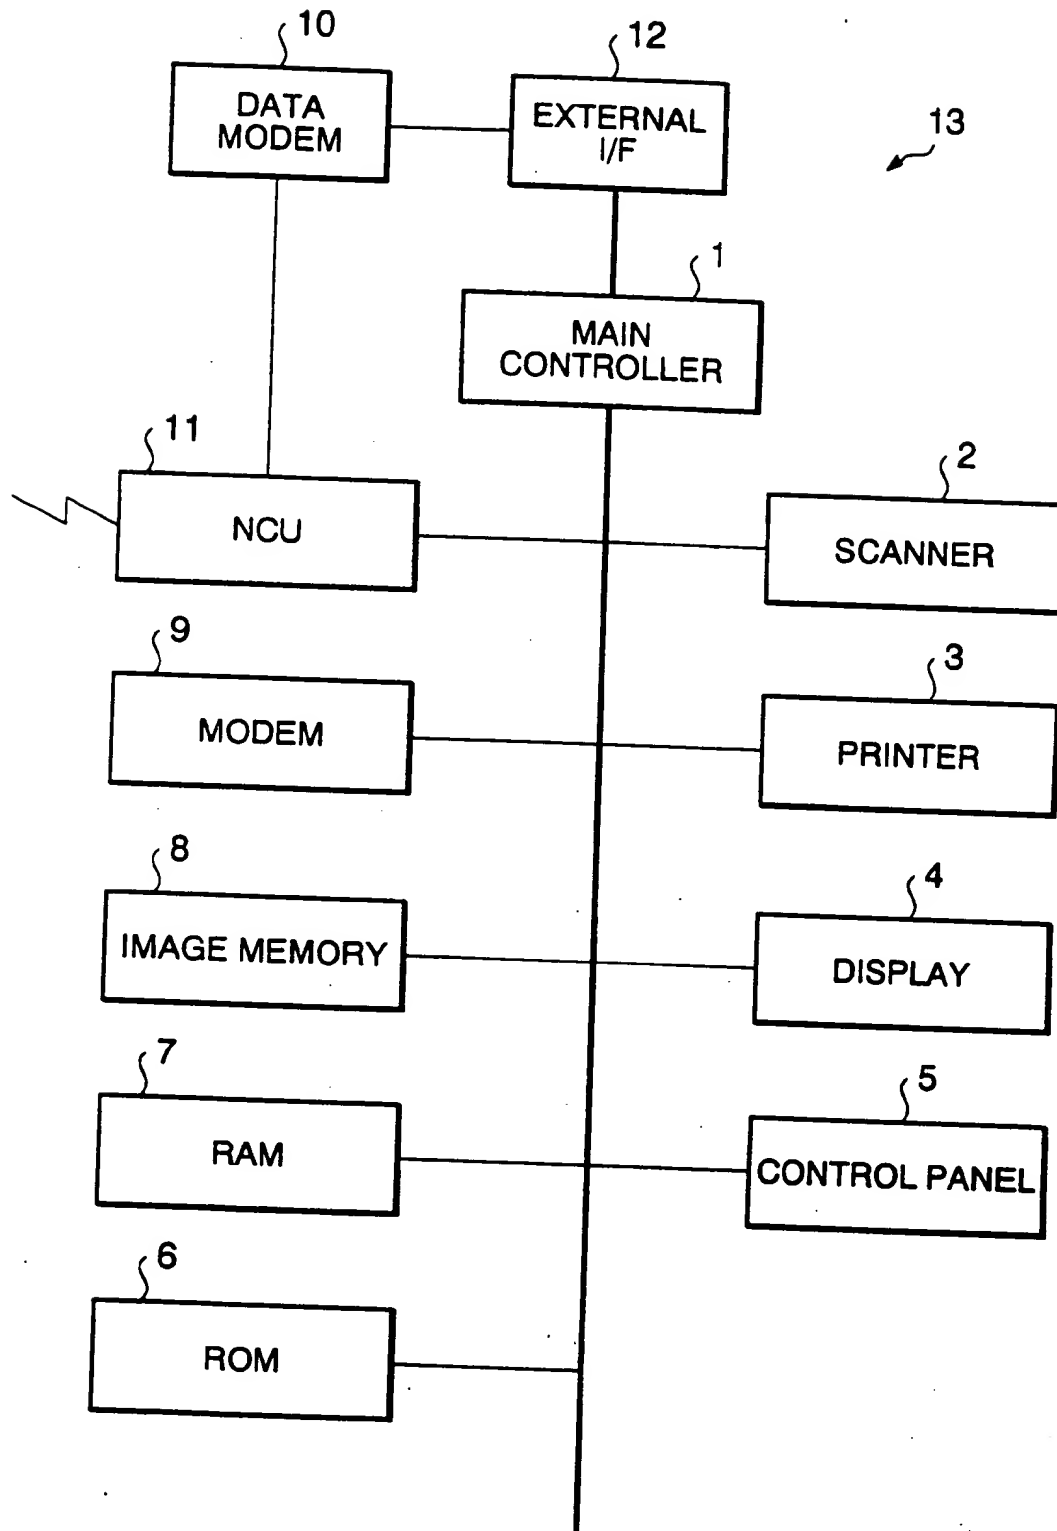 10
DATA
MODEM
12
EXTERNAL
I/F
13
1
MAIN
CONTROLLER
11
NCU
2
SCANNER
9
MODEM
3
PRINTER
8
IMAGE MEMORY
4
DISPLAY
7
RAM
5
CONTROL PANEL
6
ROM